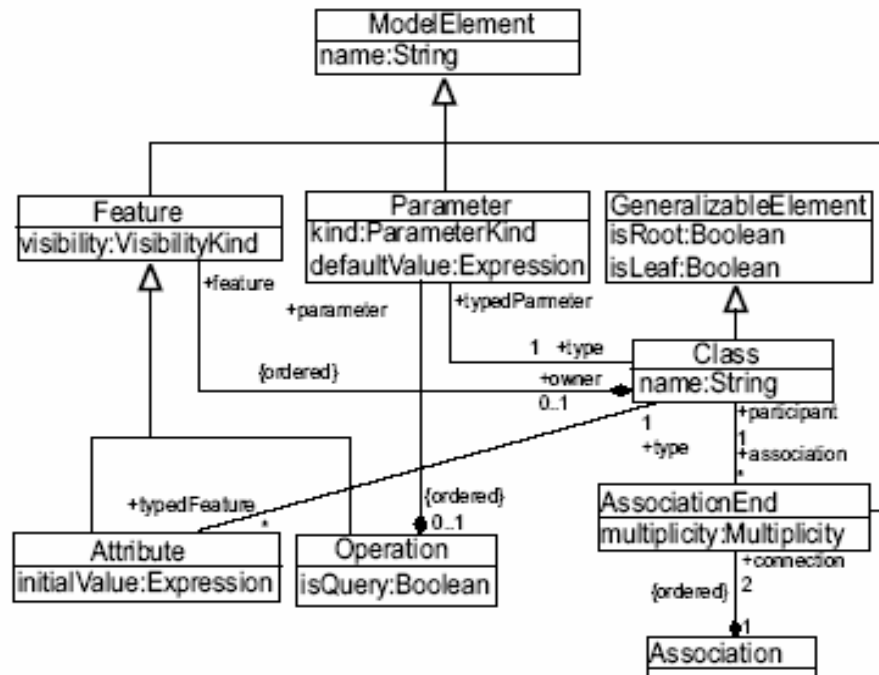 ModelElement
name:String
Feature
visibility:VisibilityKind
Parameter
kind:ParameterKind
defaultValue:Expression
GeneralizableElement
isRoot:Boolean
isLeaf:Boolean
+feature
+parameter
+typedParmeter
1 +type
{ordered}
+owner
0..1
Class
name:String
1
+type
+participant
1
+association
*
+typedFeature
*
{ordered}
0..1
Attribute
initialValue:Expression
Operation
isQuery:Boolean
AssociationEnd
multiplicity:Multiplicity
+connection
2
{ordered}
1
Association